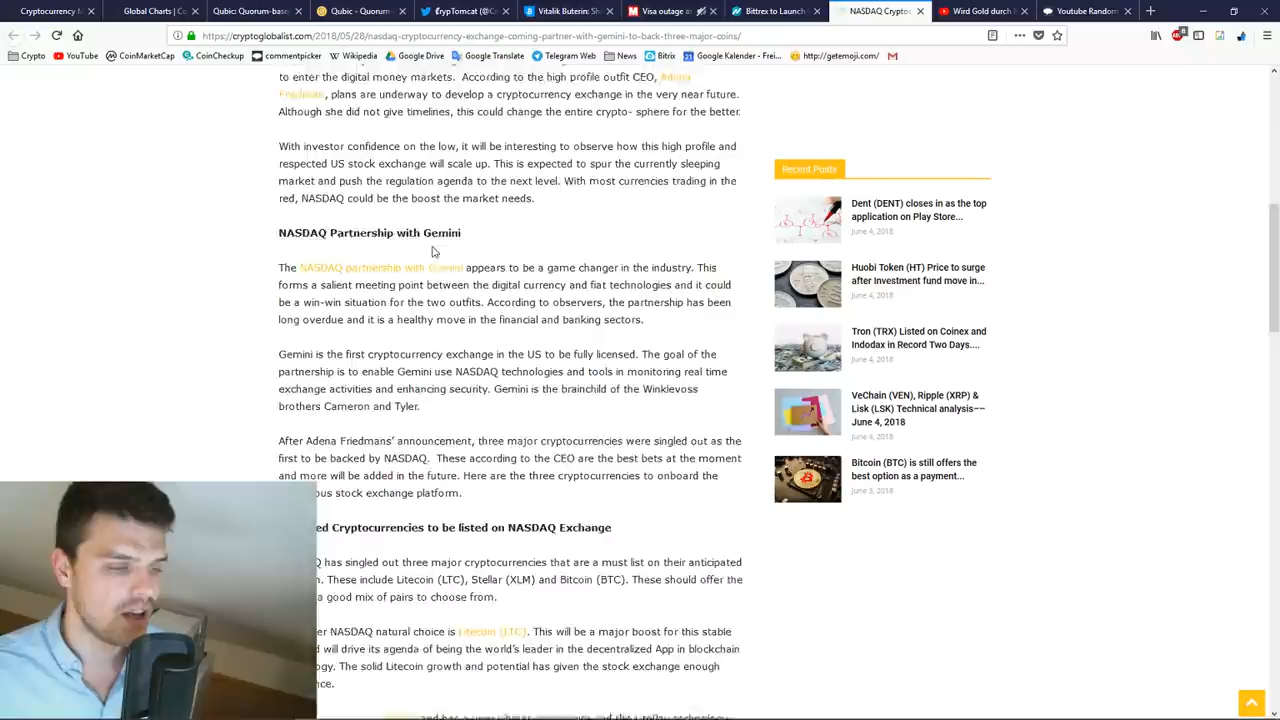 Currency M
Global Charts | Co
Qubic: Quorum-base
Qubic - Quorum
CrypTomcat (@C
Vitalik Buterin: Sha
Visa outage as
Bittrex to Launch
NASDAQ Cryptoc
Wird Gold durch B
Youtube Random
https://cryptoglobalist.com/2018/05/28/nasdaq-cryptocurrency-exchange-coming-partner-with-gemini-to-back-three-major-coins/
Crypto
YouTube
CoinMarketCap
CoinCheckup
commentpicker
Wikipedia
Google Drive
Google Translate
Telegram Web
News
Bitrix
Google Kalender - Frei...
http://getemoji.com/
to enter the digital money markets. According to the high profile outfit CEO, Adena
Friedman, plans are underway to develop a cryptocurrency exchange in the very near future.
Although she did not give timelines, this could change the entire crypto- sphere for the better.
With investor confidence on the low, it will be interesting to observe how this high profile and
respected US stock exchange will scale up. This is expected to spur the currently sleeping
market and push the regulation agenda to the next level. With most currencies trading in the
red, NASDAQ could be the boost the market needs.
NASDAQ Partnership with Gemini
The NASDAQ partnership with Gemini appears to be a game changer in the industry. This
forms a salient meeting point between the digital currency and fiat technologies and it could
be a win-win situation for the two outfits. According to observers, the partnership has been
long overdue and it is a healthy move in the financial and banking sectors.
Gemini is the first cryptocurrency exchange in the US to be fully licensed. The goal of the
partnership is to enable Gemini use NASDAQ technologies and tools in monitoring real time
exchange activities and enhancing security. Gemini is the brainchild of the Winklevoss
brothers Cameron and Tyler.
After Adena Friedmans' announcement, three major cryptocurrencies were singled out as the
first to be backed by NASDAQ. These according to the CEO are the best bets at the moment
and more will be added in the future. Here are the three cryptocurrencies to onboard the
ous stock exchange platform.
ed Cryptocurrencies to be listed on NASDAQ Exchange
Q has singled out three major cryptocurrencies that are a must list on their anticipated
n. These include Litecoin (LTC), Stellar (XLM) and Bitcoin (BTC). These should offer the
a good mix of pairs to choose from.
er NASDAQ natural choice is Litecoin (LTC). This will be a major boost for this stable
d will drive its agenda of being the world's leader in the decentralized App in blockchain
ogy. The solid Litecoin growth and potential has given the stock exchange enough
nce.
Recent Posts
Dent (DENT) closes in as the top
application on Play Store...
June 4, 2018
Huobi Token (HT) Price to surge
after Investment fund move in...
June 4, 2018
Tron (TRX) Listed on Coinex and
Indodax in Record Two Days....
June 4, 2018
VeChain (VEN), Ripple (XRP) &
Lisk (LSK) Technical analysis––
June 4, 2018
June 4, 2018
Bitcoin (BTC) is still offers the
best option as a payment...
June 3, 2018